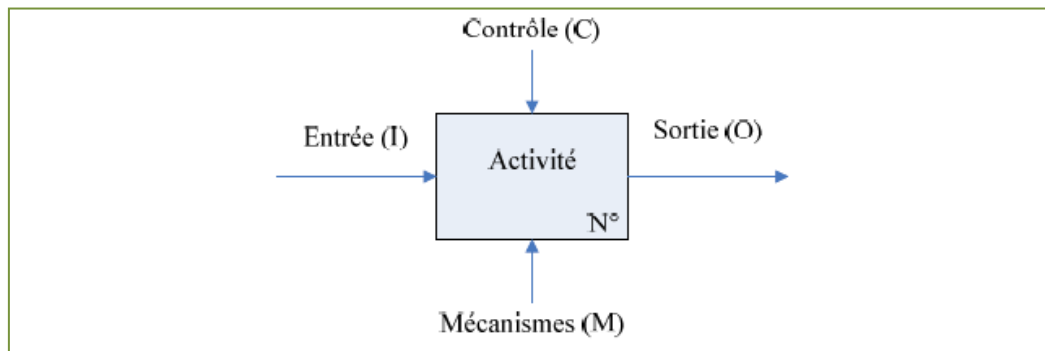 Contrôle (C)
Entrée (I)
Sortie (O)
Activité
N°
Mécanismes (M)